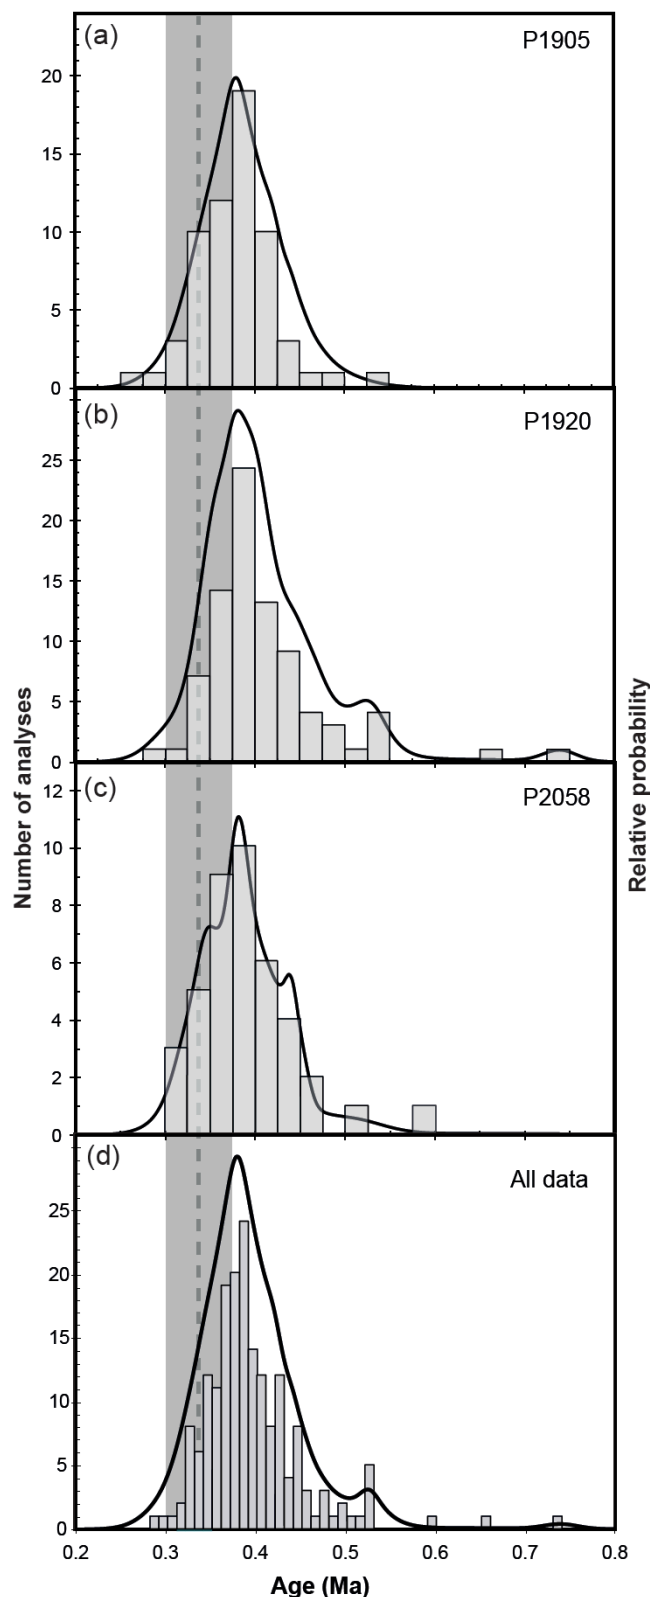 (a)
P1905
20
15
10
5
0
(b)
P1920
25
20
15
10
5
0
Number of analyses
Relative probability
(c)
P2058
12
10
8
6
4
2
0
(d)
All data
25
20
15
10
5
0
0.2 0.3 0.4 0.5 0.6 0.7 0.8
Age (Ma)